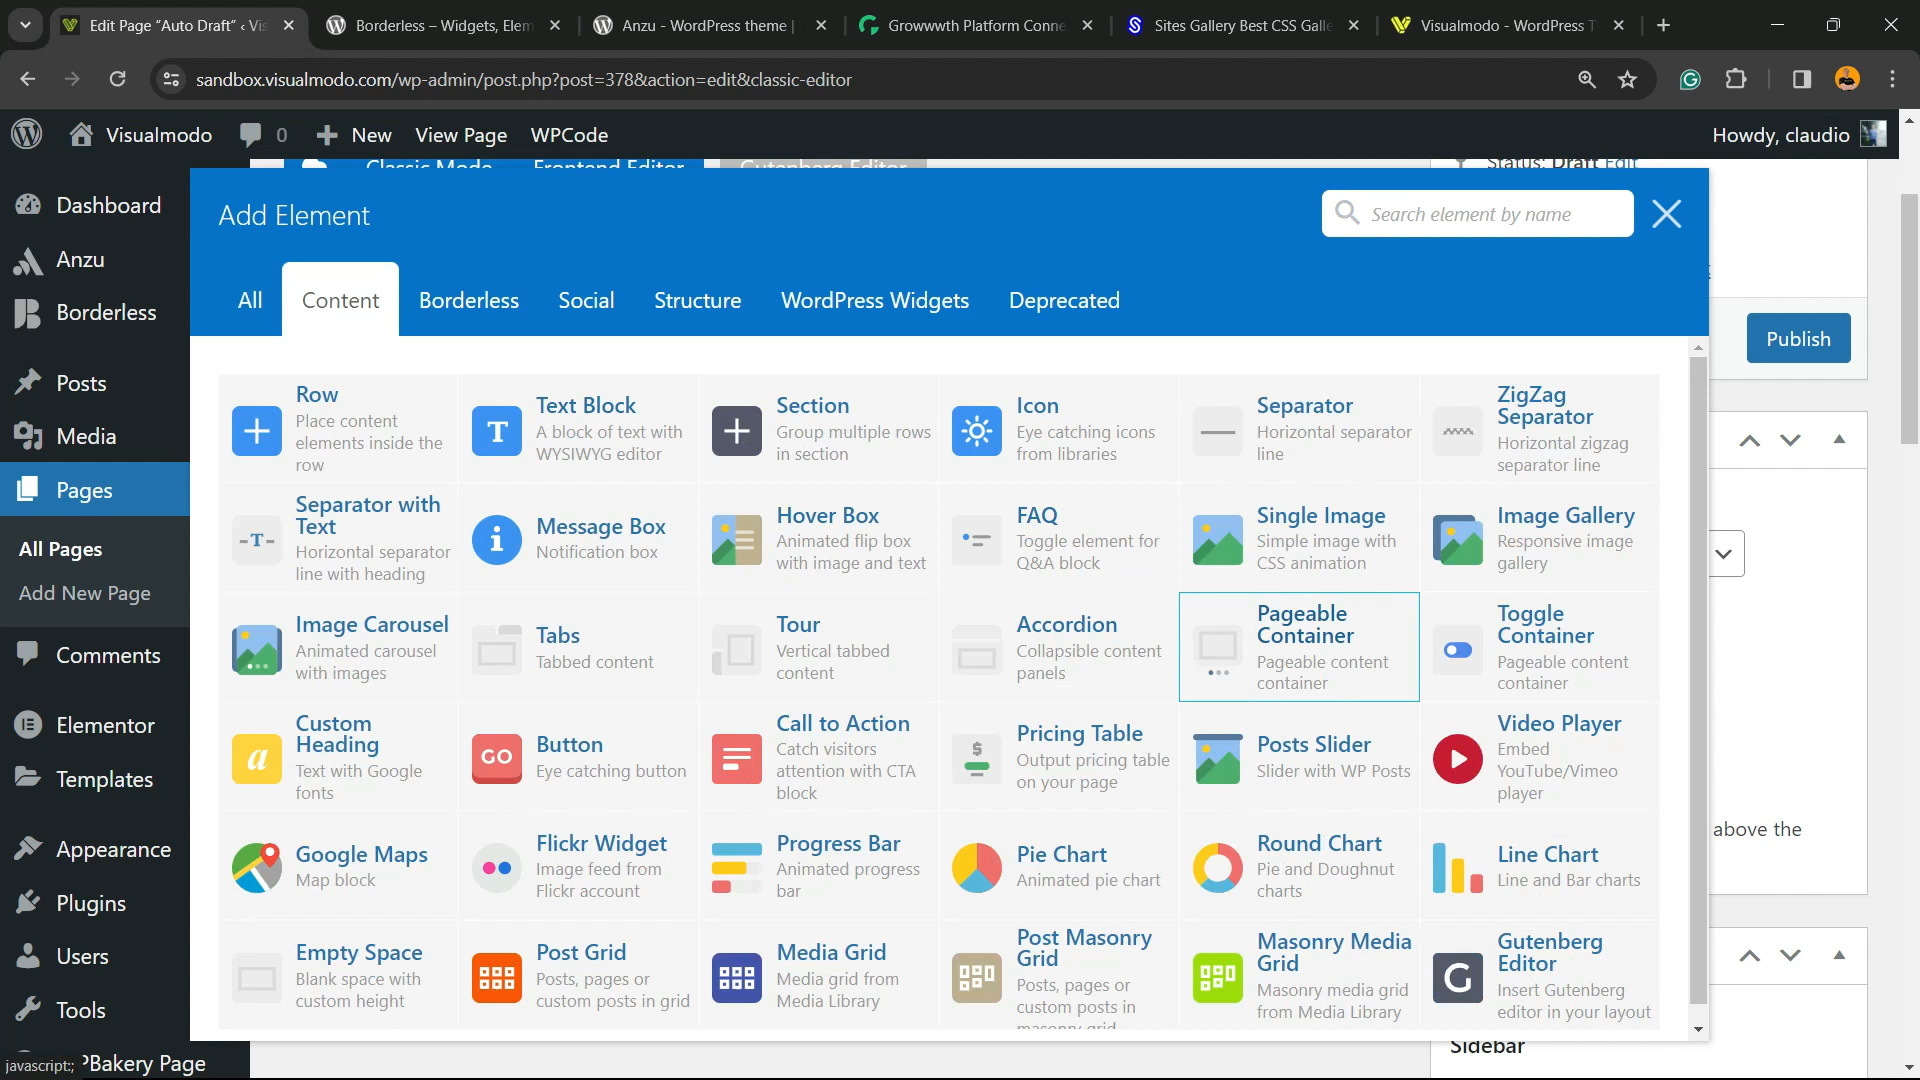 Edit Page “Auto Draft” ‹ Vis
Borderless – Widgets, Elem
Anzu - WordPress theme |
Growwwth Platform Conne
Sites Gallery Best CSS Galle
Visualmodo - WordPress T
sandbox.visualmodo.com/wp-admin/post.php?post=378&action=edit&classic-editor
Visualmodo
0
New
View Page
WPCode
Howdy, claudio
Classic Mode
Frontend Editor
Gutenberg Editor
Status: Draft Edit
Dashboard
Anzu
Borderless
Posts
Media
Pages
All Pages
Add New Page
Comments
Elementor
Templates
Appearance
Plugins
Users
Tools
PBakery Page
javascript:;
Add Element
Search element by name
All
Content
Borderless
Social
Structure
WordPress Widgets
Deprecated
Publish
Row
Place content
elements inside the
row
Text Block
A block of text with
WYSIWYG editor
Section
Group multiple rows
in section
Icon
Eye catching icons
from libraries
Separator
Horizontal separator
line
ZigZag
Separator
Horizontal zigzag
separator line
Separator with
Text
Horizontal separator
line with heading
Message Box
Notification box
Hover Box
Animated flip box
with image and text
FAQ
Toggle element for
Q&A block
Single Image
Simple image with
CSS animation
Image Gallery
Responsive image
gallery
Image Carousel
Animated carousel
with images
Tabs
Tabbed content
Tour
Vertical tabbed
content
Accordion
Collapsible content
panels
Pageable
Container
Pageable content
container
Toggle
Container
Pageable content
container
Custom
Heading
Text with Google
fonts
GO
Button
Eye catching button
Call to Action
Catch visitors
attention with CTA
block
Pricing Table
Output pricing table
on your page
Posts Slider
Slider with WP Posts
Video Player
Embed
YouTube/Vimeo
player
Google Maps
Map block
Flickr Widget
Image feed from
Flickr account
Progress Bar
Animated progress
bar
Pie Chart
Animated pie chart
Round Chart
Pie and Doughnut
charts
Line Chart
Line and Bar charts
above the
Empty Space
Blank space with
custom height
Post Grid
Posts, pages or
custom posts in grid
Media Grid
Media grid from
Media Library
Post Masonry
Grid
Posts, pages or
custom posts in
masonry grid
Masonry Media
Grid
Masonry media grid
from Media Library
Gutenberg
Editor
Insert Gutenberg
editor in your layout
Sidebar